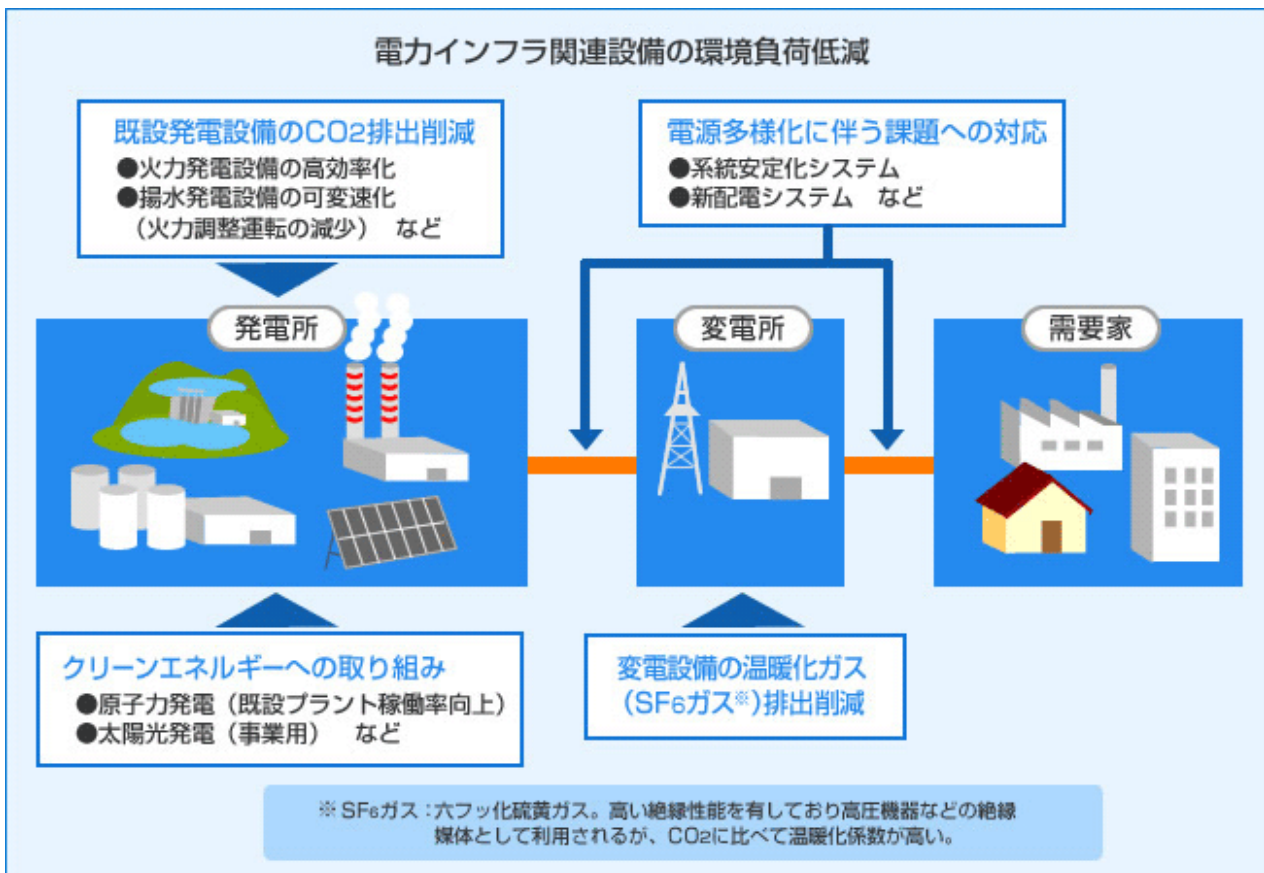 電力インフラ関連設備の環境負荷低減
既設発電設備のCO2排出削減
●火力発電設備の高効率化
●揚水発電設備の可変速化
（火力調整運転の減少） など
電源多様化に伴う課題への対応
●系統安定化システム
●新配電システム など
発電所
変電所
需要家
クリーンエネルギーへの取り組み
●原子力発電（既設プラント稼働率向上）
●太陽光発電（事業用） など
変電設備の温暖化ガス
（SF6ガス※）排出削減
※ SF6ガス：六フッ化硫黄ガス。高い絶縁性能を有しており高圧機器などの絶縁
媒体として利用されるが、CO2に比べて温暖化係数が高い。